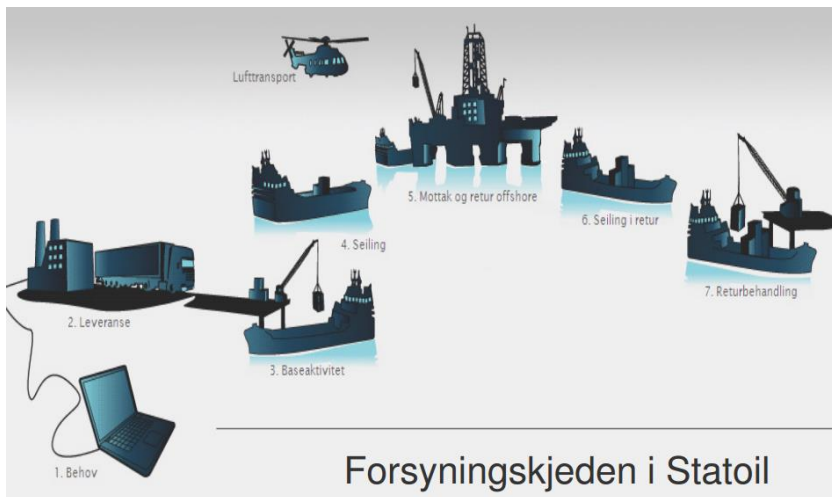 Lufttransport
5. Mottak og retur offshore
6. Seiling i retur
4. Seiling
7. Returbehandling
2. Leveranse
3. Baseaktivitet
1. Behov
Forsyningskjeden i Statoil